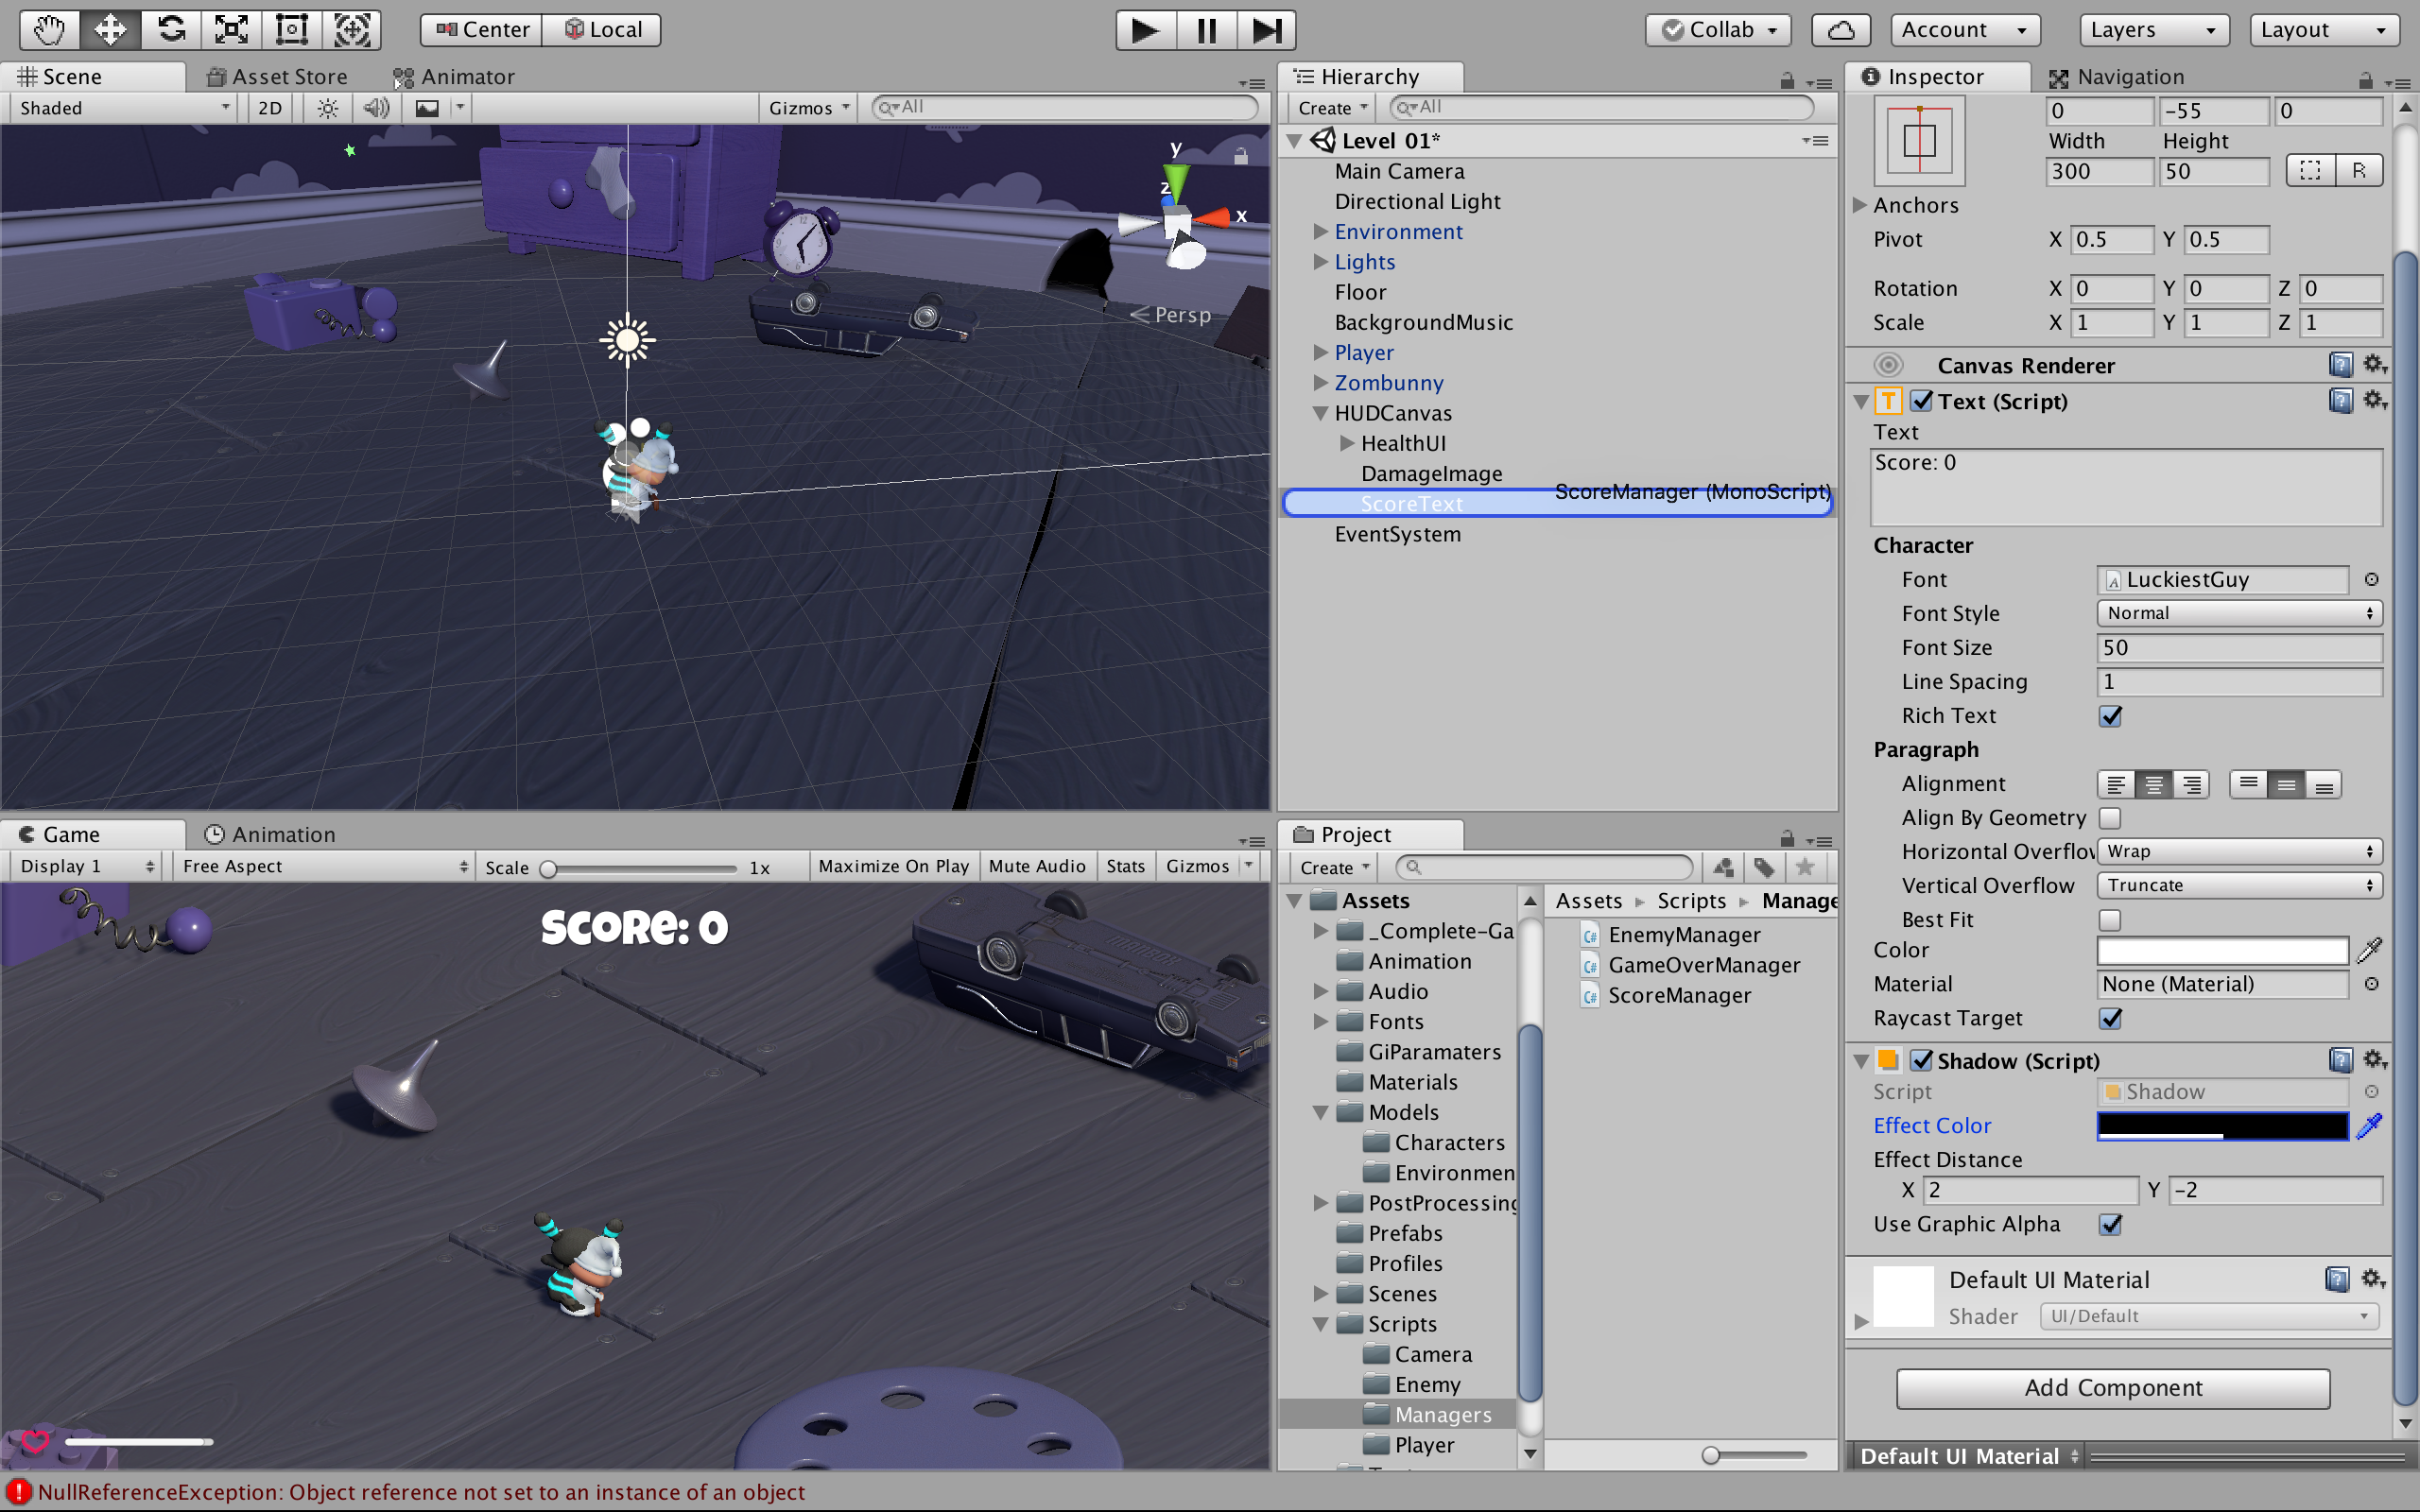 Center Local Collab Account Layers Layout
Scene Asset Store Animator
Shaded 2D Gizmos All
y
z
x
Persp
Hierarchy
Create All
Level 01*
Main Camera
Directional Light
Environment
Lights
Floor
BackgroundMusic
Player
Zombunny
HUDCanvas
HealthUI
DamageImage
ScoreManager (MonoScript)
ScoreText
EventSystem
Inspector Navigation
0 -55 0
Width Height
300 50 R
Anchors
Pivot X 0.5 Y 0.5
Rotation X 0 Y 0 Z 0
Scale X 1 Y 1 Z 1
Canvas Renderer
Text (Script)
Text
Score: 0
Character
Font LuckiestGuy
Font Style Normal
Font Size 50
Line Spacing 1
Rich Text
Paragraph
Alignment
Align By Geometry
Horizontal Overflow Wrap
Vertical Overflow Truncate
Best Fit
Color
Material None (Material)
Raycast Target
Shadow (Script)
Script Shadow
Effect Color
Effect Distance
X 2 Y -2
Use Graphic Alpha
Default UI Material
Shader UI/Default
Add Component
Default UI Material
Game Animation
Display 1 Free Aspect Scale 1x Maximize On Play Mute Audio Stats Gizmos
SCORE: 0
Project
Create
Assets
_Complete-Ga
Animation
Audio
Fonts
GiParamaters
Materials
Models
Characters
Environmen
PostProcessing
Prefabs
Profiles
Scenes
Scripts
Camera
Enemy
Managers
Player
Assets Scripts Manage
EnemyManager
GameOverManager
ScoreManager
NullReferenceException: Object reference not set to an instance of an object